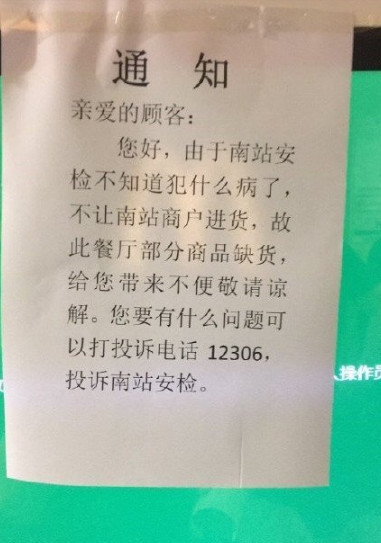 通 知
亲爱的顾客：
您好，由于南站安
检不知道犯什么病了，
不让南站商户进货，故
此餐厅部分商品缺货，
给您带来不便敬请谅
解。您要有什么问题可
以打投诉电话 12306，
投诉南站安检。
操作员